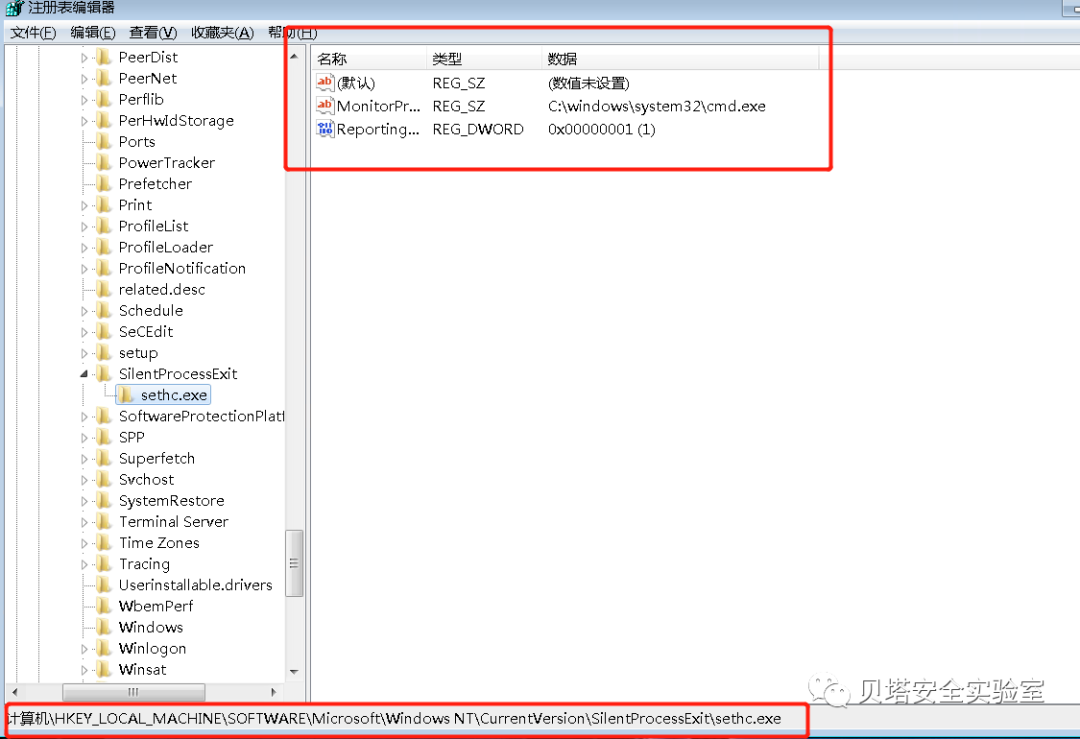 注册表编辑器
文件(F) 编辑(E) 查看(V) 收藏夹(A) 帮助(H)
PeerDist
PeerNet
Perflib
PerHwIdStorage
Ports
PowerTracker
Prefetcher
Print
ProfileList
ProfileLoader
ProfileNotification
related.desc
Schedule
SeCEdit
setup
SilentProcessExit
sethc.exe
SoftwareProtectionPlatf
SPP
Superfetch
Svchost
SystemRestore
Terminal Server
Time Zones
Tracing
Userinstallable.drivers
WbemPerf
Windows
Winlogon
Winsat
名称 类型 数据
(默认) REG_SZ (数值未设置)
MonitorPr... REG_SZ C:\windows\system32\cmd.exe
Reporting... REG_DWORD 0x00000001 (1)
贝塔安全实验室
计算机\HKEY_LOCAL_MACHINE\SOFTWARE\Microsoft\Windows NT\CurrentVersion\SilentProcessExit\sethc.exe